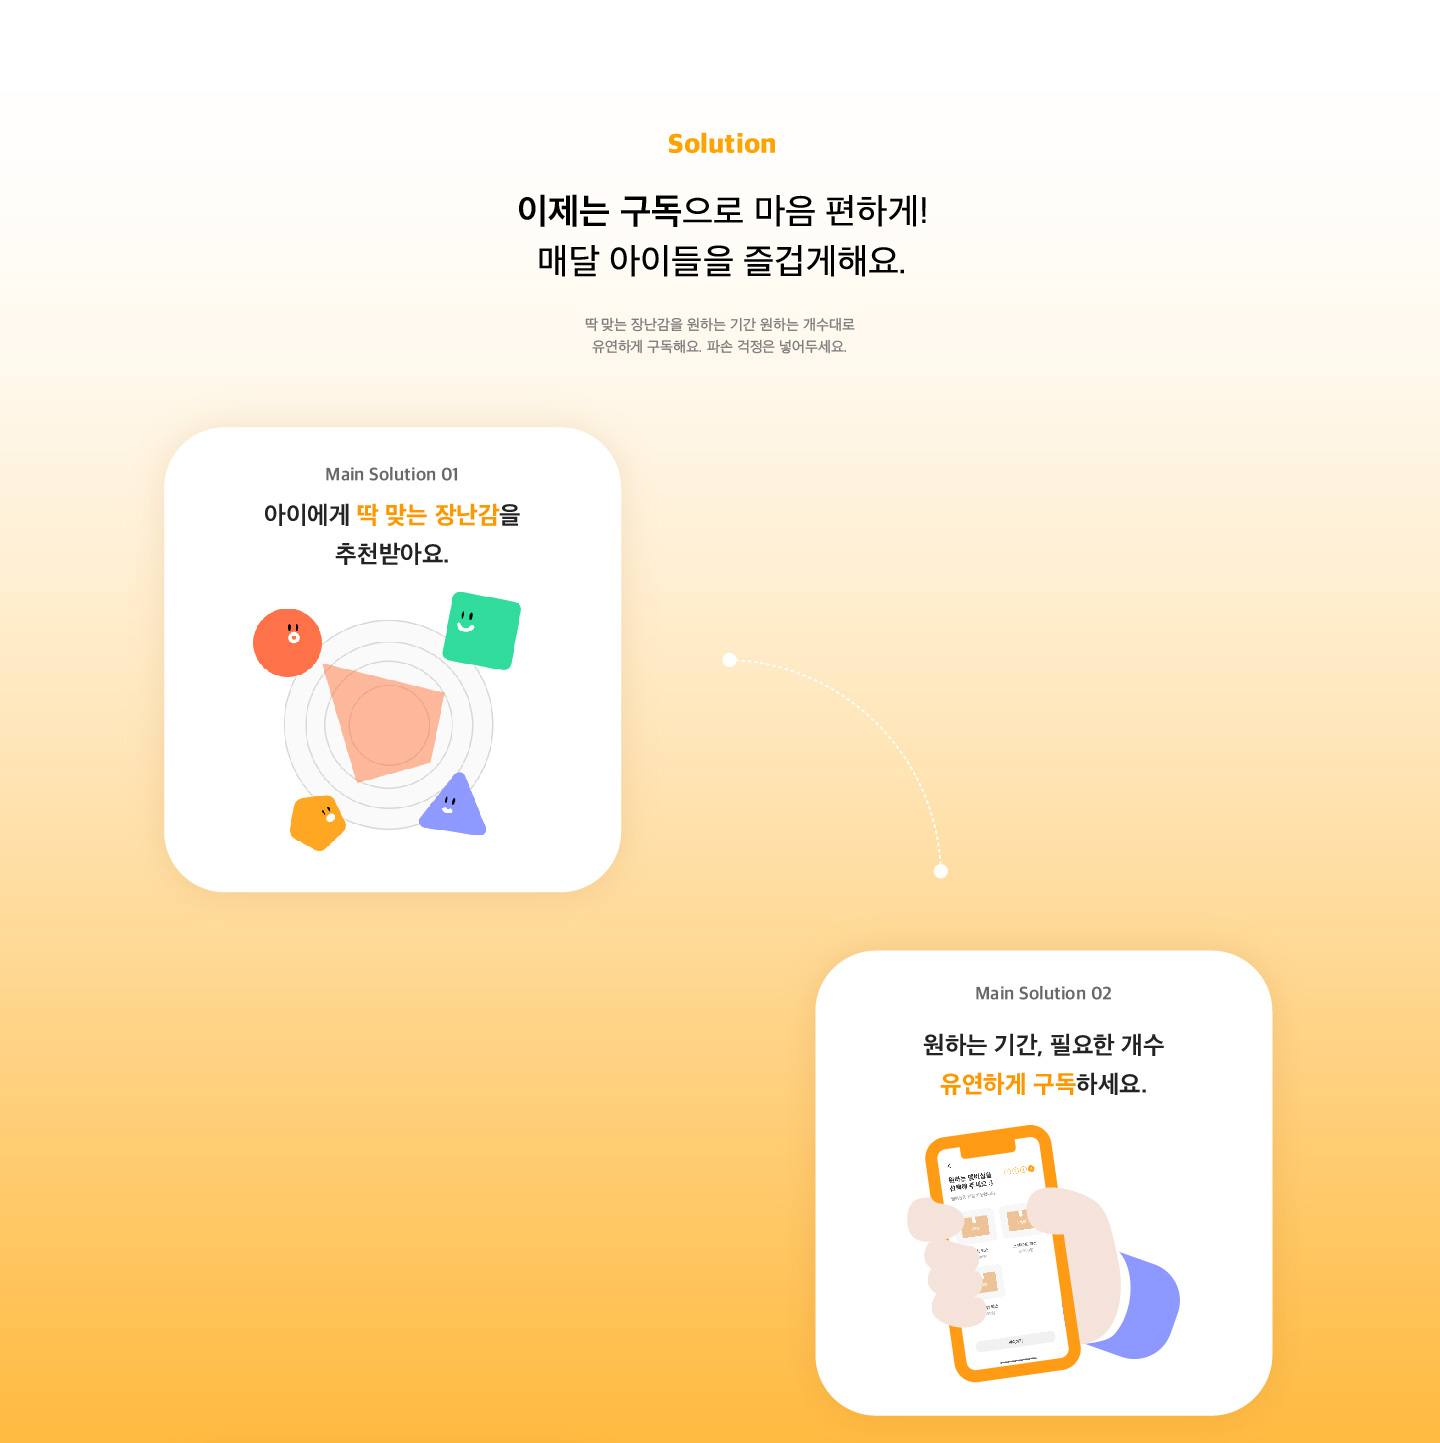 Solution
이제는 구독으로 마음 편하게!
매달 아이들을 즐겁게해요.
딱 맞는 장난감을 원하는 기간 원하는 개수대로
유연하게 구독해요. 파손 걱정은 넣어두세요.
Main Solution 01
아이에게 딱 맞는 장난감을
추천받아요.
Main Solution 02
원하는 기간, 필요한 개수
유연하게 구독하세요.
원하는 멤버십을
선택해 주세요 :)